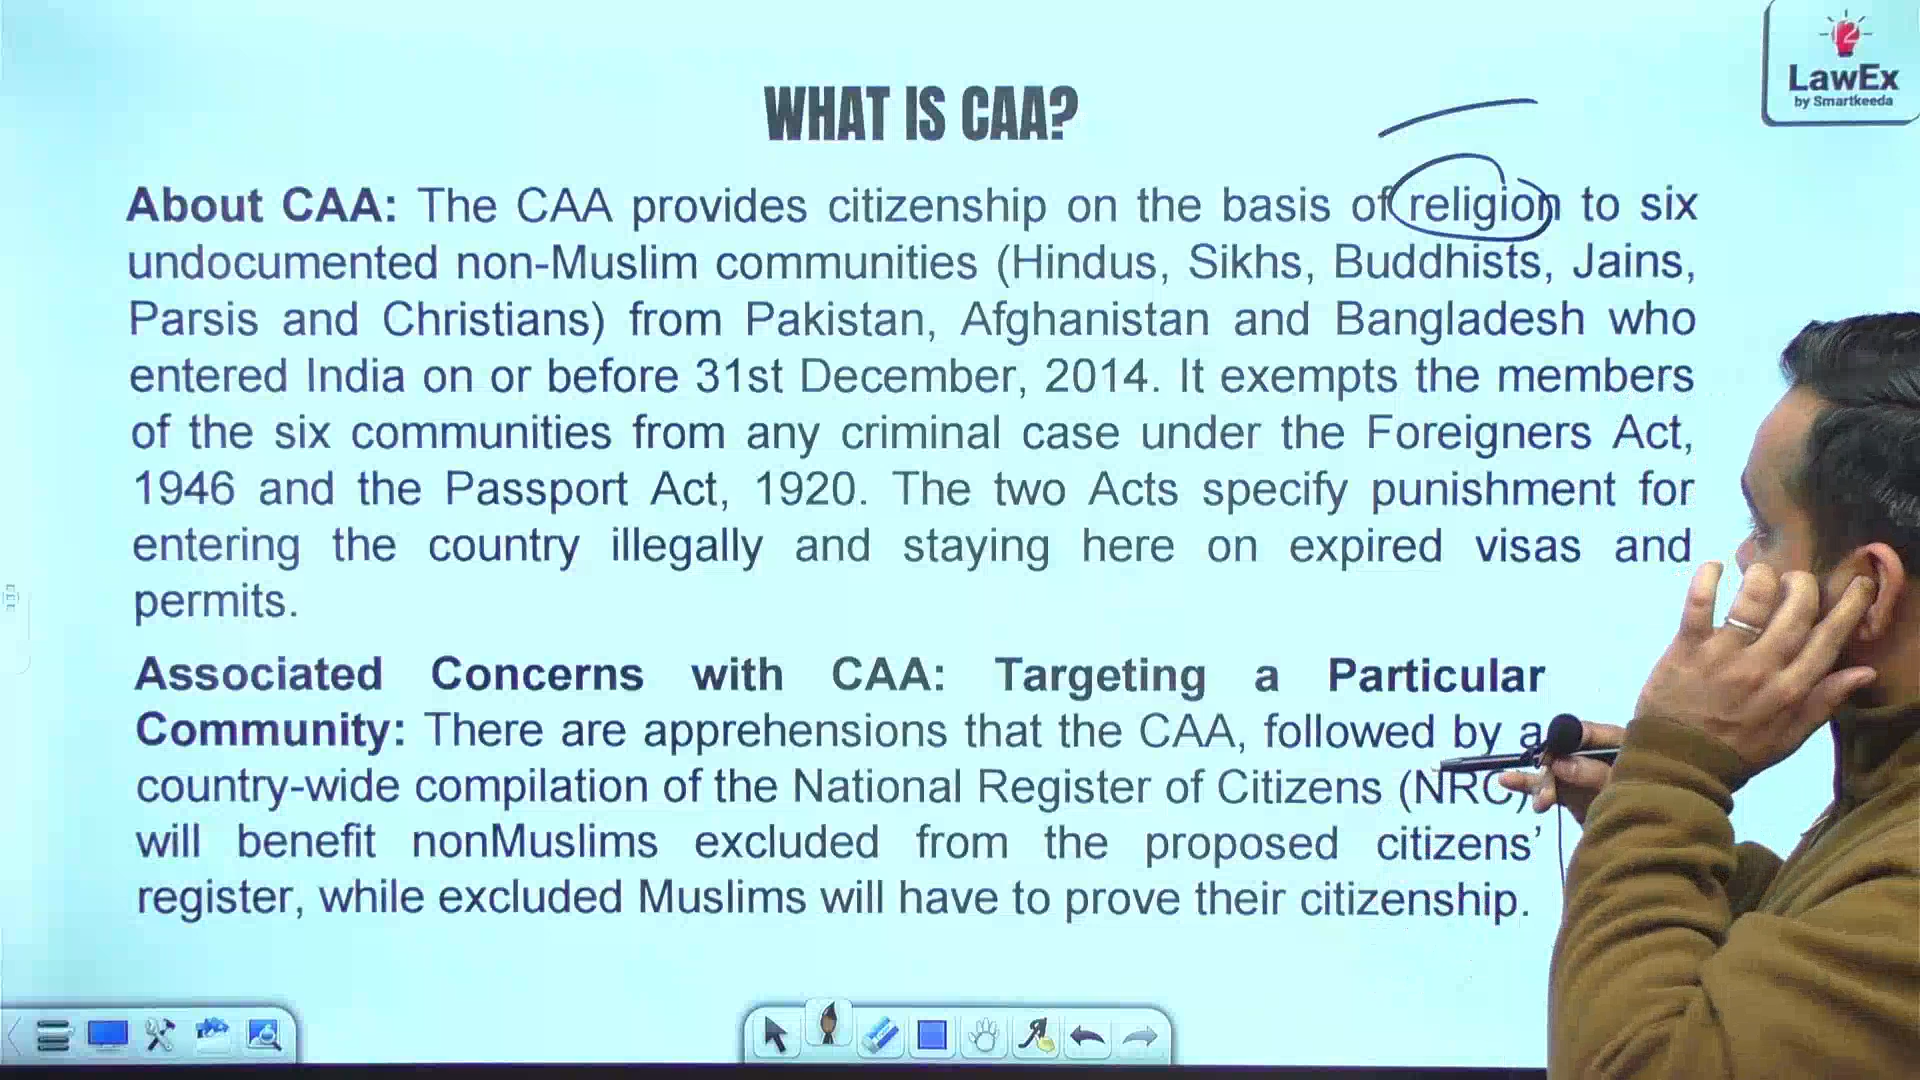 LawEx
by Smartkeeda
WHAT IS CAA?
About CAA: The CAA provides citizenship on the basis of religion to six
undocumented non-Muslim communities (Hindus, Sikhs, Buddhists, Jains,
Parsis and Christians) from Pakistan, Afghanistan and Bangladesh who
entered India on or before 31st December, 2014. It exempts the members
of the six communities from any criminal case under the Foreigners Act,
1946 and the Passport Act, 1920. The two Acts specify punishment for
entering the country illegally and staying here on expired visas and
permits.
Associated Concerns with CAA: Targeting a Particular
Community: There are apprehensions that the CAA, followed by a
country-wide compilation of the National Register of Citizens (NRC)
will benefit nonMuslims excluded from the proposed citizens'
register, while excluded Muslims will have to prove their citizenship.